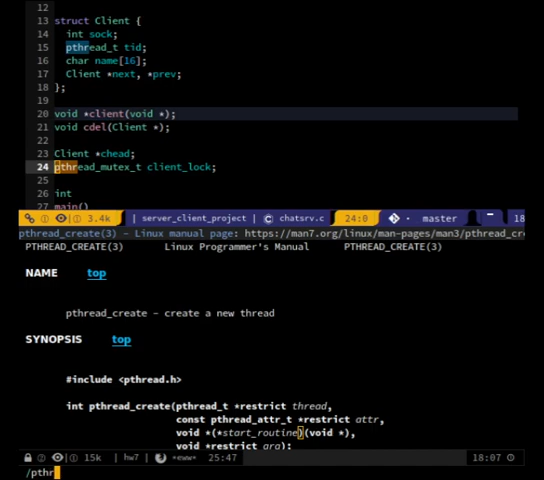 12
13 struct Client {
14 int sock;
15 pthread_t tid;
16 char name[16];
17 Client *next, *prev;
18 };
19
20 void *client(void *);
21 void cdel(Client *);
22
23 Client *chead;
24 pthread_mutex_t client_lock;
25
26 int
27 main()
① 3.4k | server_client_project | chatsrv.c 24:0 master 18
pthread_create(3) – Linux manual page: https://man7.org/linux/man-pages/man3/pthread_cr
PTHREAD_CREATE(3) Linux Programmer's Manual PTHREAD_CREATE(3)
NAME top
pthread_create – create a new thread
SYNOPSIS top
#include <pthread.h>
int pthread_create(pthread_t *restrict thread,
const pthread_attr_t *restrict attr,
void *(*start_routine)(void *),
void *restrict arg);
② 15k | hw7 | *eww* 25:47 18:07
/pthr